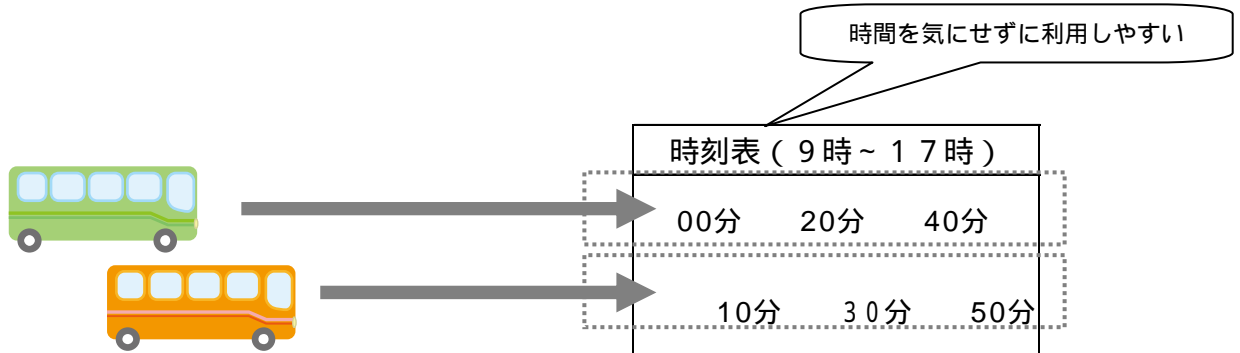 時間を気にせずに利用しやすい
時刻表(9時~17時)
00分 20分 40分
10分 30分 50分